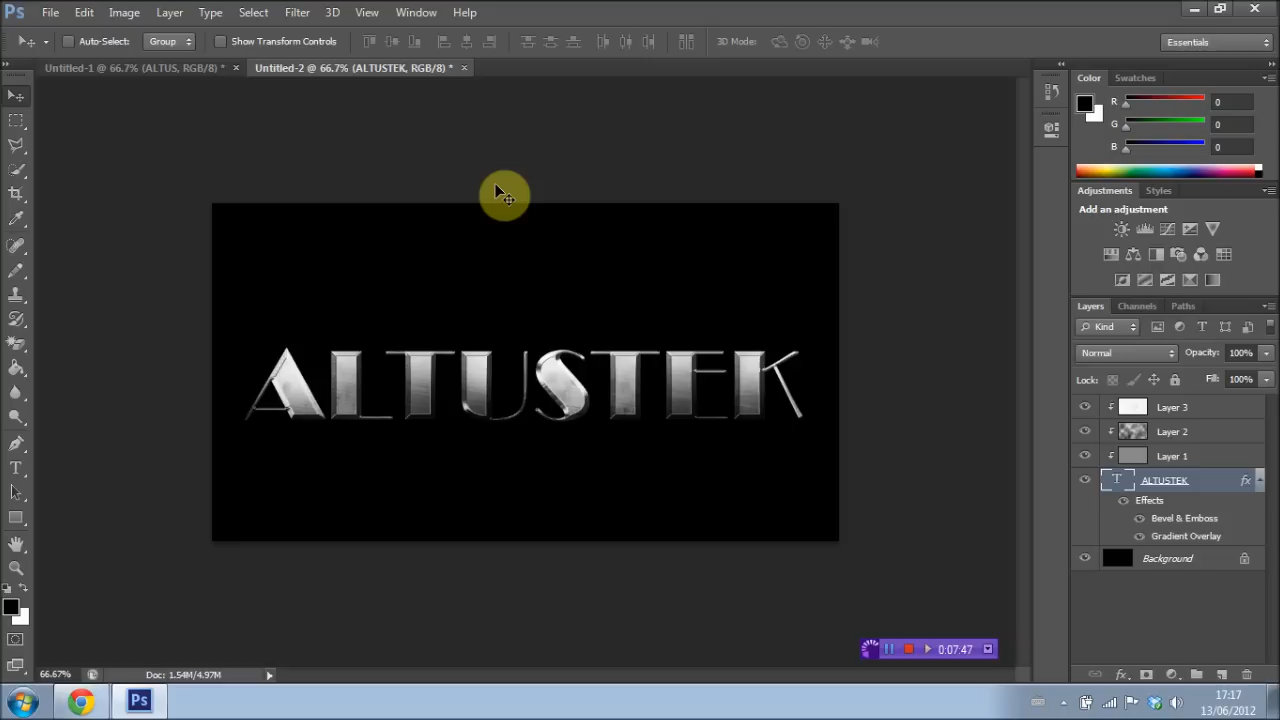 Ps File Edit Image Layer Type Select Filter 3D View Window Help
Auto-Select: Group Show Transform Controls 3D Mode: Essentials
Untitled-1 @ 66.7% (ALTUS, RGB/8) * × Untitled-2 @ 66.7% (ALTUSTEK, RGB/8) * ×
Color Swatches
R 0
G 0
B 0
Adjustments Styles
Add an adjustment
Layers Channels Paths
Kind
Normal Opacity: 100%
Lock: Fill: 100%
Layer 3
Layer 2
Layer 1
T ALTUSTEK fx
Effects
Bevel & Emboss
Gradient Overlay
Background
ALTUSTEK
0:07:47
66.67% Doc: 1.54M/4.97M
Ps
17:17
13/06/2012